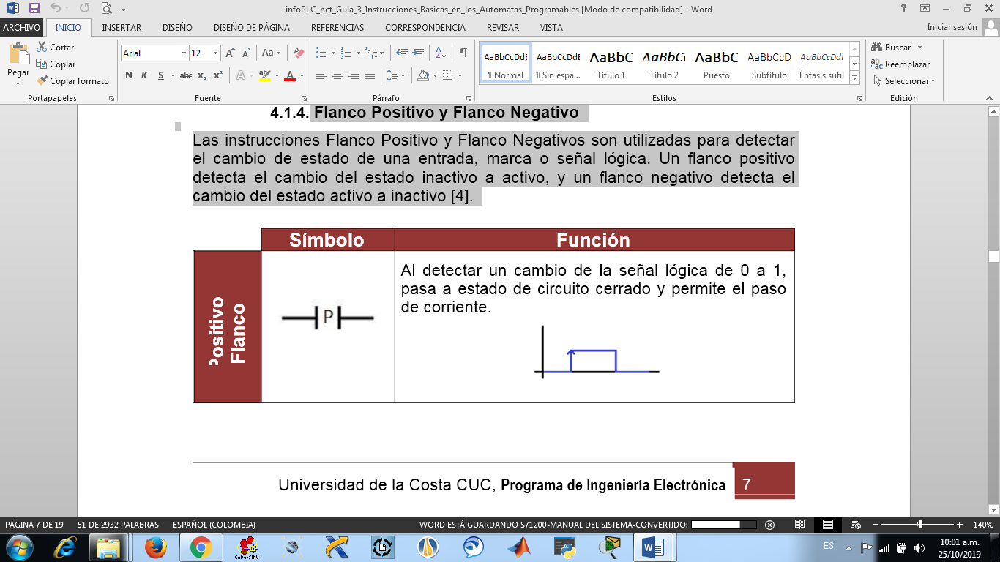 infoPLC_net_Guia_3_Instrucciones_Basicas_en_los_Automatas_Programables [Modo de compatibilidad] - Word
ARCHIVO INICIO INSERTAR DISEÑO DISEÑO DE PÁGINA REFERENCIAS CORRESPONDENCIA REVISAR VISTA Iniciar sesión
Pegar
Cortar
Copiar
Copiar formato
Portapapeles
Arial 12
N K S abc x₂ x²
Fuente
Párrafo
AaBbCcDdE AaBbCcDdE AaBbC AaBbCc AaBbC AaBbCcD AaBbCcDdE
¶ Normal ¶ Sin espa... Título 1 Título 2 Puesto Subtítulo Énfasis sutil
Estilos
Buscar
Reemplazar
Seleccionar
Edición
4.1.4. Flanco Positivo y Flanco Negativo
Las instrucciones Flanco Positivo y Flanco Negativos son utilizadas para detectar
el cambio de estado de una entrada, marca o señal lógica. Un flanco positivo
detecta el cambio del estado inactivo a activo, y un flanco negativo detecta el
cambio del estado activo a inactivo [4].
Símbolo Función
Positivo
Flanco
P
Al detectar un cambio de la señal lógica de 0 a 1,
pasa a estado de circuito cerrado y permite el paso
de corriente.
Universidad de la Costa CUC, Programa de Ingeniería Electrónica 7
PÁGINA 7 DE 19 51 DE 2932 PALABRAS ESPAÑOL (COLOMBIA) WORD ESTÁ GUARDANDO S71200-MANUAL DEL SISTEMA-CONVERTIDO: 140%
CADe-SIMU
ES
10:01 a.m.
25/10/2019